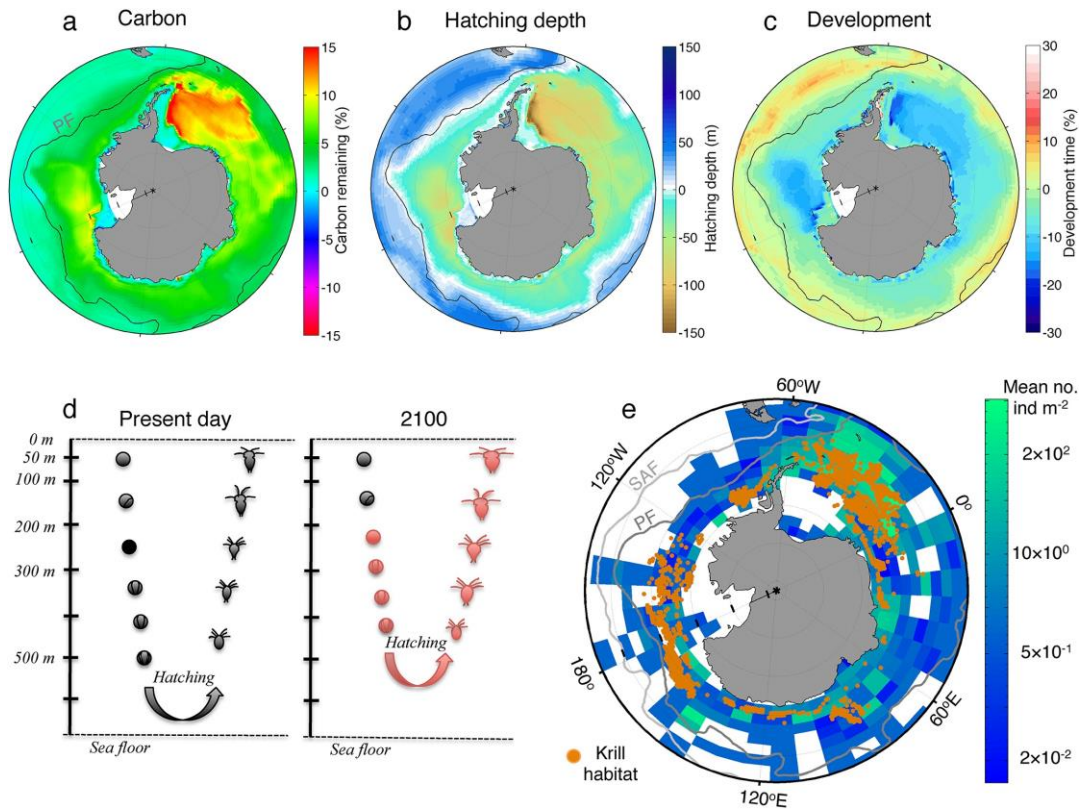 a
Carbon
PF
15
10
5
0
-5
-10
-15
Carbon remaining (%)
b
Hatching depth
150
100
50
0
-50
-100
-150
Hatching depth (m)
c
Development
30
20
10
0
-10
-20
-30
Development time (%)
d
Present day
0 m
50 m
100 m
200 m
300 m
500 m
Hatching
Sea floor
2100
Hatching
Sea floor
e
60°W
120°W
0°
SAF
PF
180°
60°E
120°E
Krill
habitat
Mean no.
ind m⁻²
2×10²
10×10⁰
5×10⁻¹
2×10⁻²